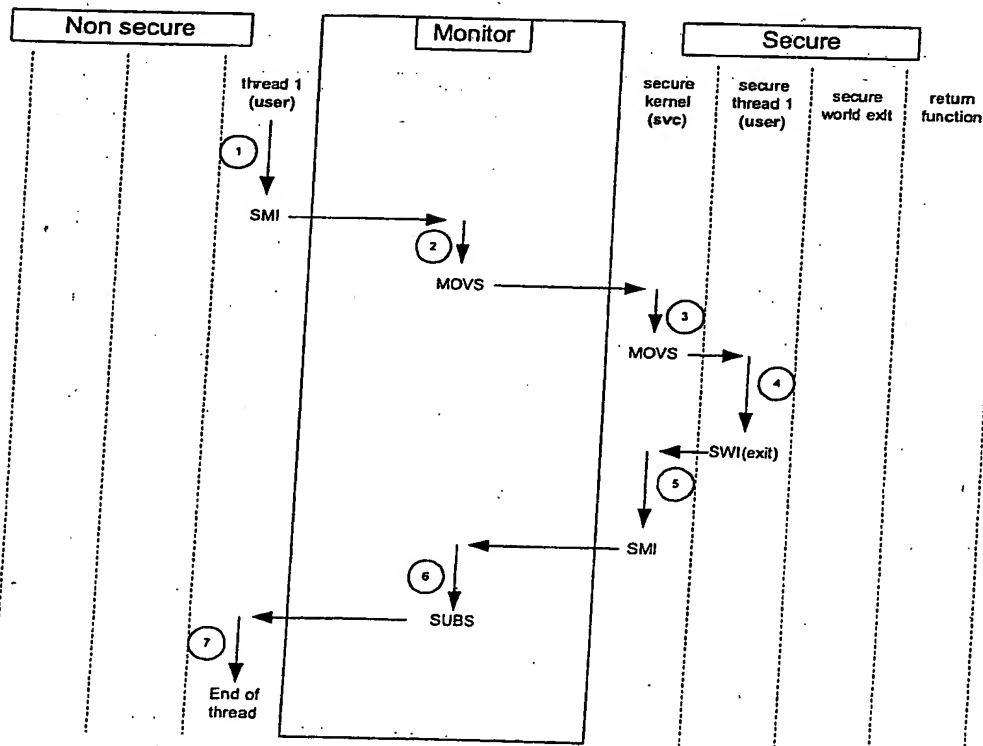 Non secure
Monitor
Secure
thread 1
(user)
secure
kernel
(svc)
secure
thread 1
(user)
secure
world exit
return
function
1
SMI
2
MOVS
3
MOVS
4
SWI(exit)
5
SMI
6
SUBS
7
End of
thread